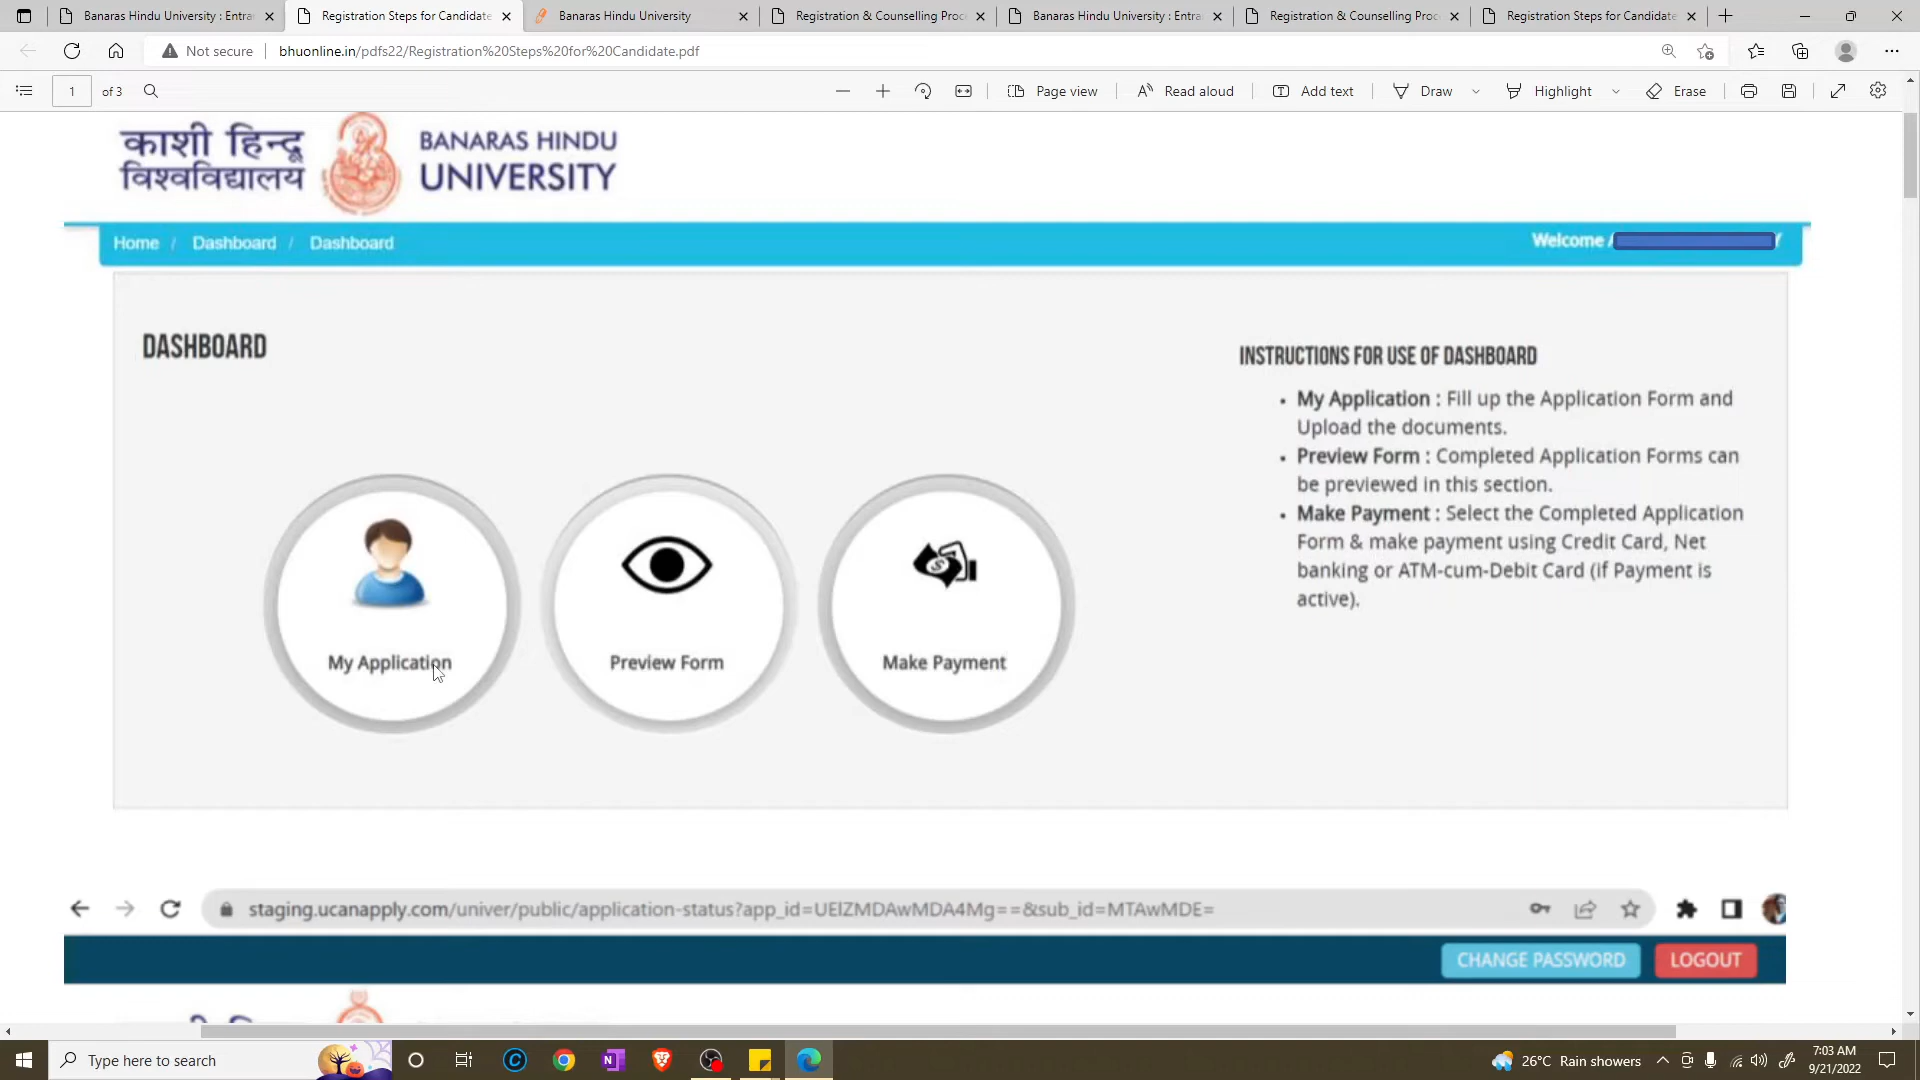 Banaras Hindu University : Entra
Registration Steps for Candidate
Banaras Hindu University
Registration & Counselling Proc
Banaras Hindu University : Entra
Registration & Counselling Proc
Registration Steps for Candidate
Not secure
bhuonline.in/pdfs22/Registration%20Steps%20for%20Candidate.pdf
1 of 3
Page view
Read aloud
Add text
Draw
Highlight
Erase
काशी हिन्दू
विश्वविद्यालय
BANARAS HINDU
UNIVERSITY
Home / Dashboard / Dashboard
Welcome
DASHBOARD
My Application
Preview Form
Make Payment
INSTRUCTIONS FOR USE OF DASHBOARD
• My Application : Fill up the Application Form and
Upload the documents.
• Preview Form : Completed Application Forms can
be previewed in this section.
• Make Payment : Select the Completed Application
Form & make payment using Credit Card, Net
banking or ATM-cum-Debit Card (if Payment is
active).
staging.ucanapply.com/univer/public/application-status?app_id=UElZMDAwMDA4Mg==&sub_id=MTAwMDE=
CHANGE PASSWORD
LOGOUT
Type here to search
26°C Rain showers
7:03 AM
9/21/2022